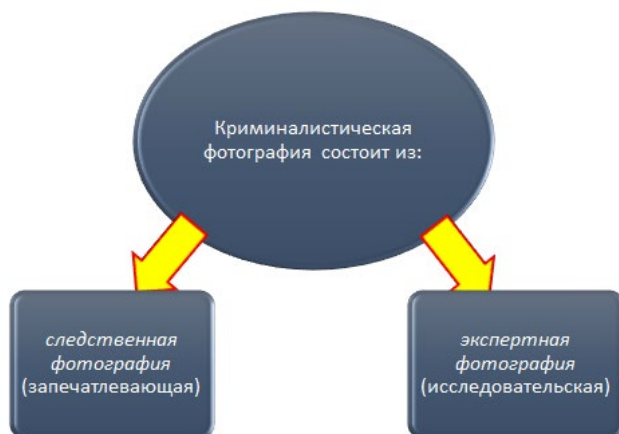 Криминалистическая
фотография состоит из:
следственная
фотография
(запечатлевающая)
экспертная
фотография
(исследовательская)